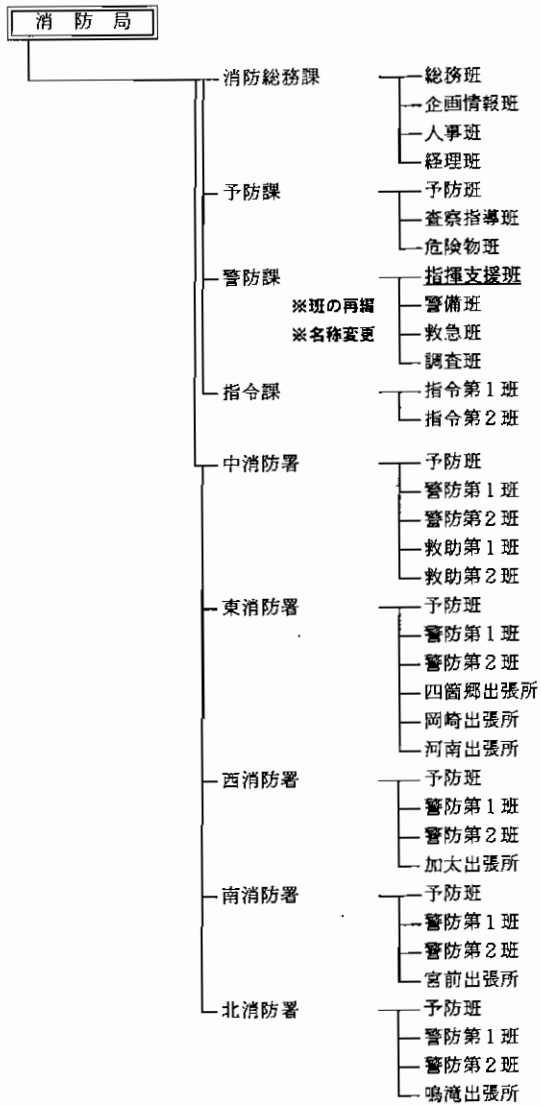 消防局
消防総務課 総務班
企画情報班
人事班
経理班
予防課 予防班
査察指導班
危険物班
警防課 指揮支援班
※班の再編 警備班
※名称変更 救急班
調査班
指令課 指令第1班
指令第2班
中消防署 予防班
警防第1班
警防第2班
救助第1班
救助第2班
東消防署 予防班
警防第1班
警防第2班
四箇郷出張所
岡崎出張所
河南出張所
西消防署 予防班
警防第1班
警防第2班
加太出張所
南消防署 予防班
警防第1班
警防第2班
宮前出張所
北消防署 予防班
警防第1班
警防第2班
鳴滝出張所